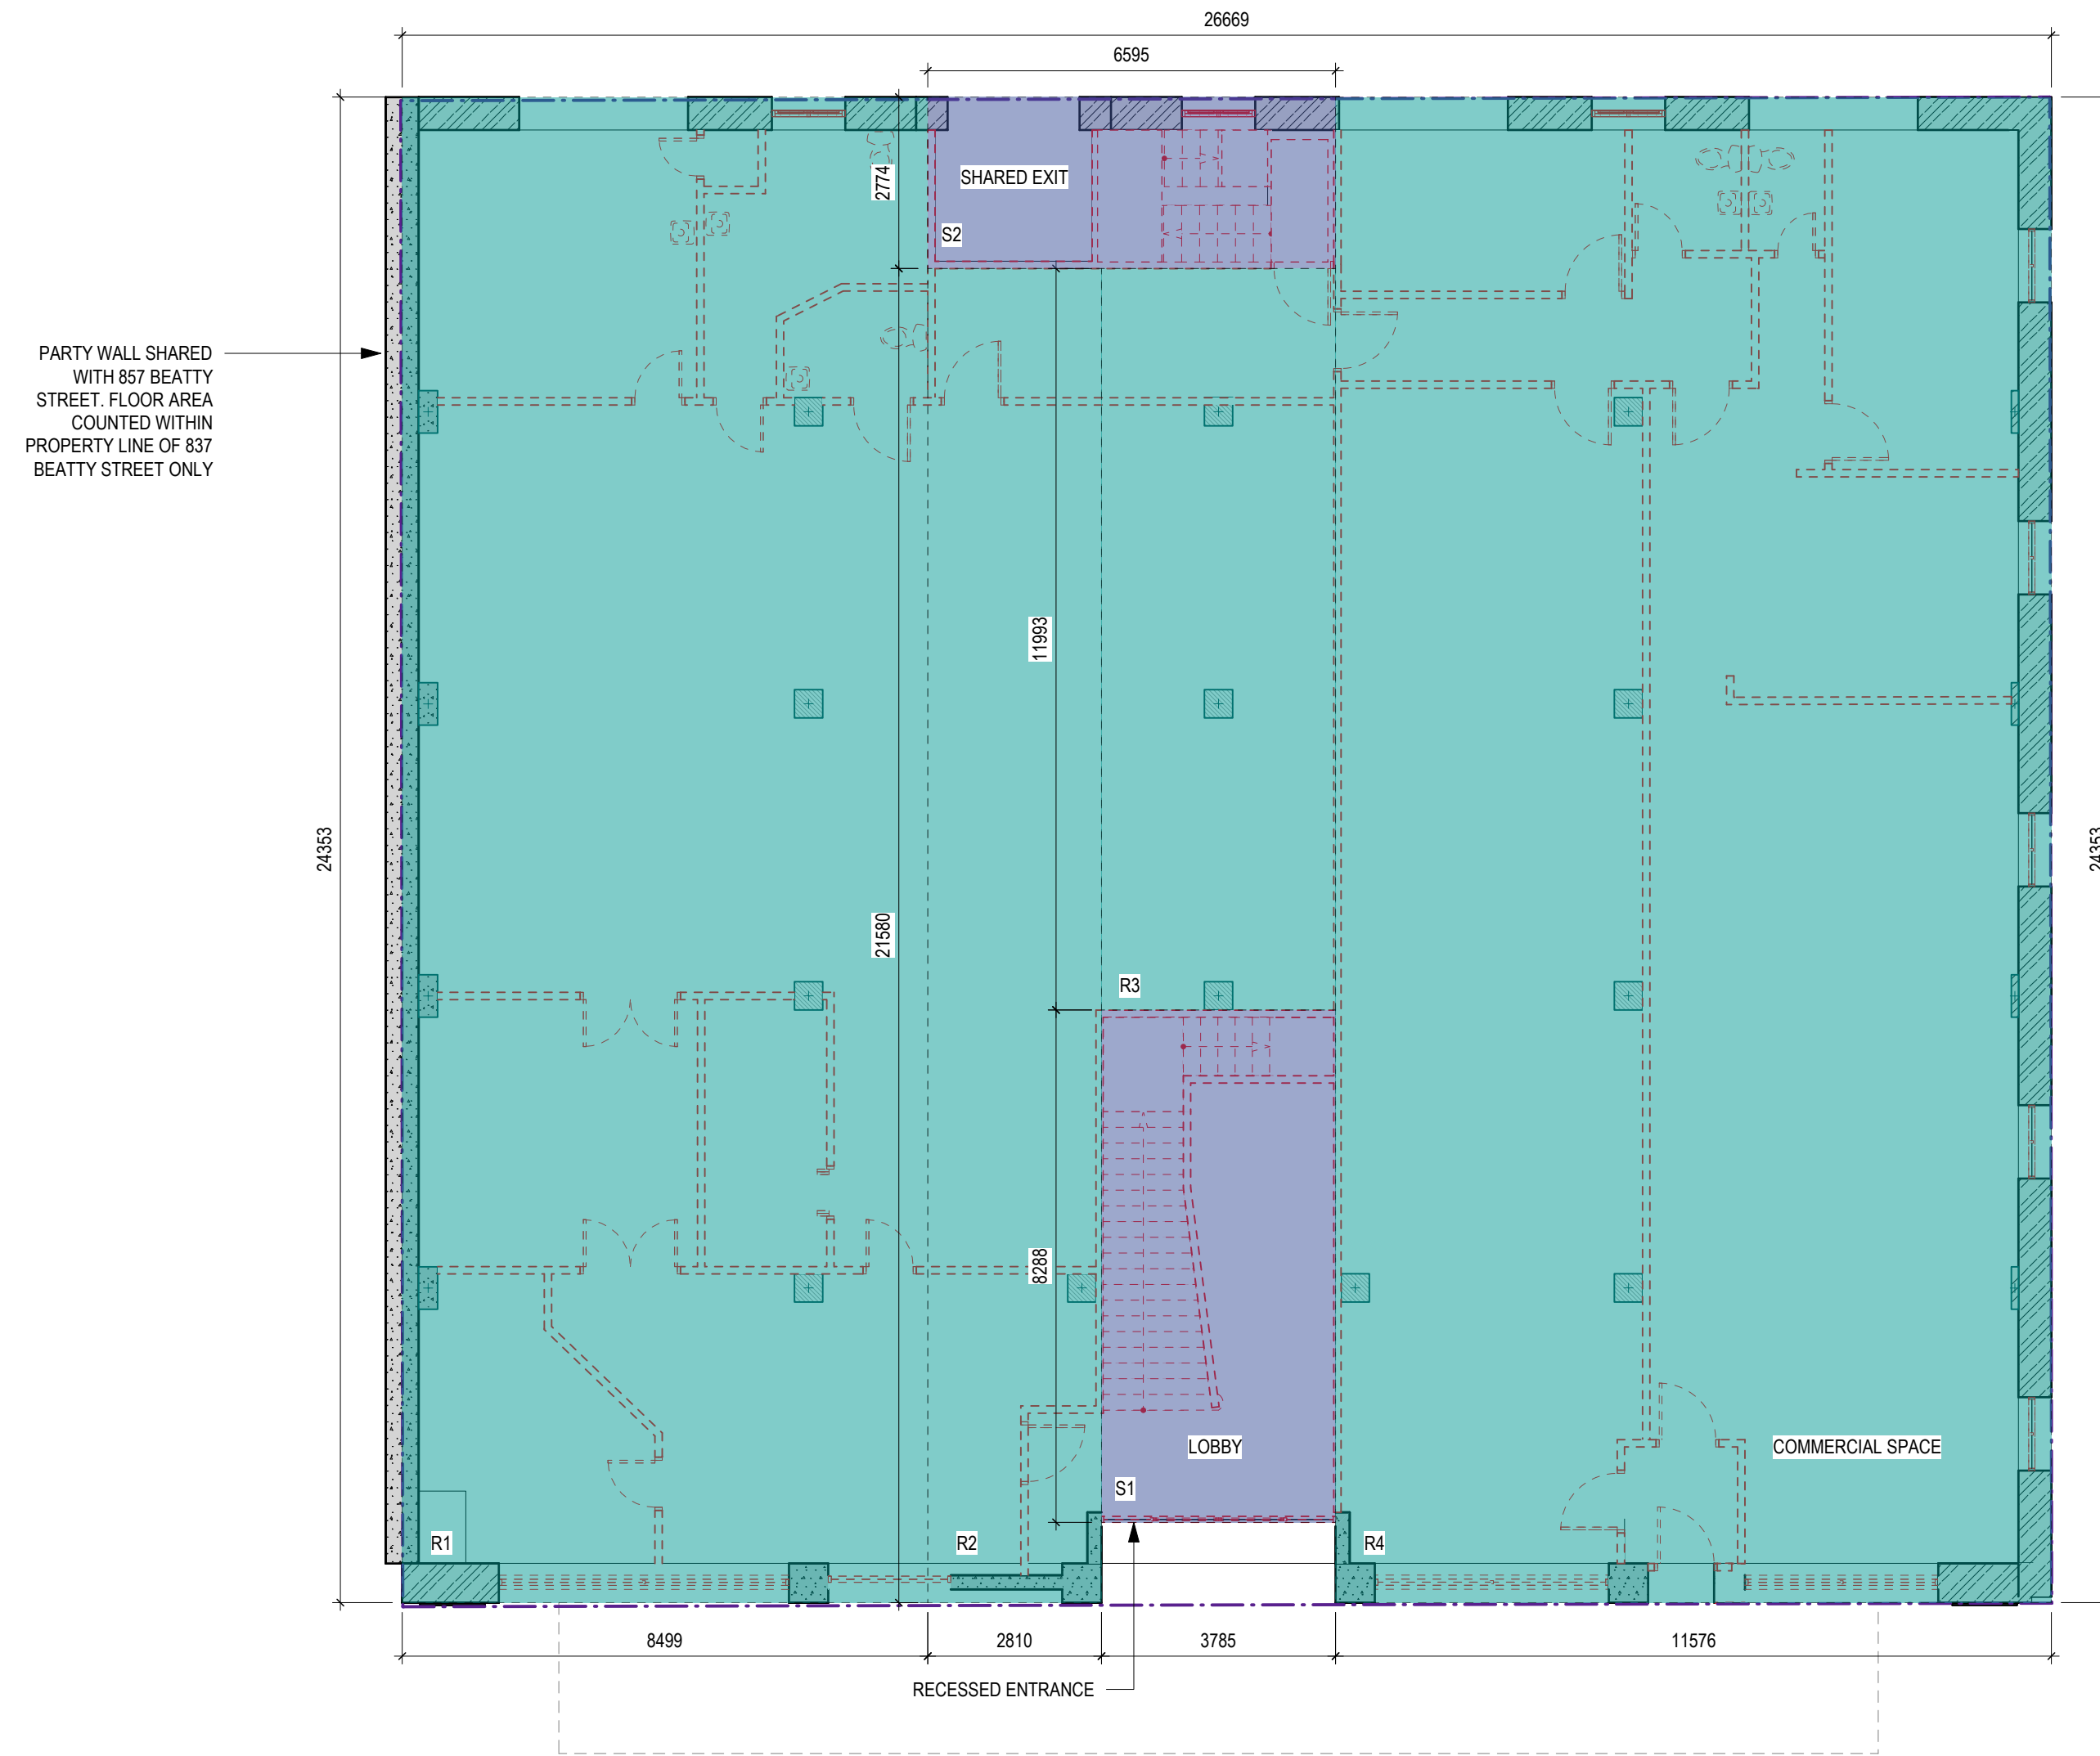 26669
6595
2774
SHARED EXIT
S2
PARTY WALL SHARED
WITH 857 BEATTY
STREET. FLOOR AREA
COUNTED WITHIN
PROPERTY LINE OF 837
BEATTY STREET ONLY
11993
24353
24353
21580
R3
8288
LOBBY
COMMERCIAL SPACE
S1
R1
R2
R4
8499
2810
3785
11576
RECESSED ENTRANCE